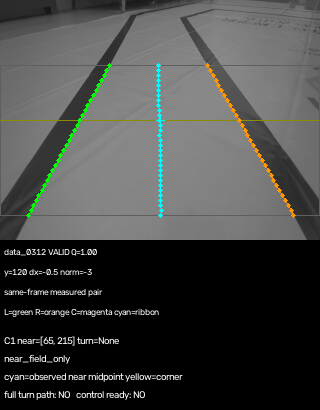 data_0312 VALID Q=1.00
y=120 dx=-0.5 norm=-3
same-frame measured pair
L=green R=orange C=magenta cyan=ribbon
C1 near=[65, 215] turn=None
near_field_only
cyan=observed near midpoint yellow=corner
full turn path: NO control ready: NO